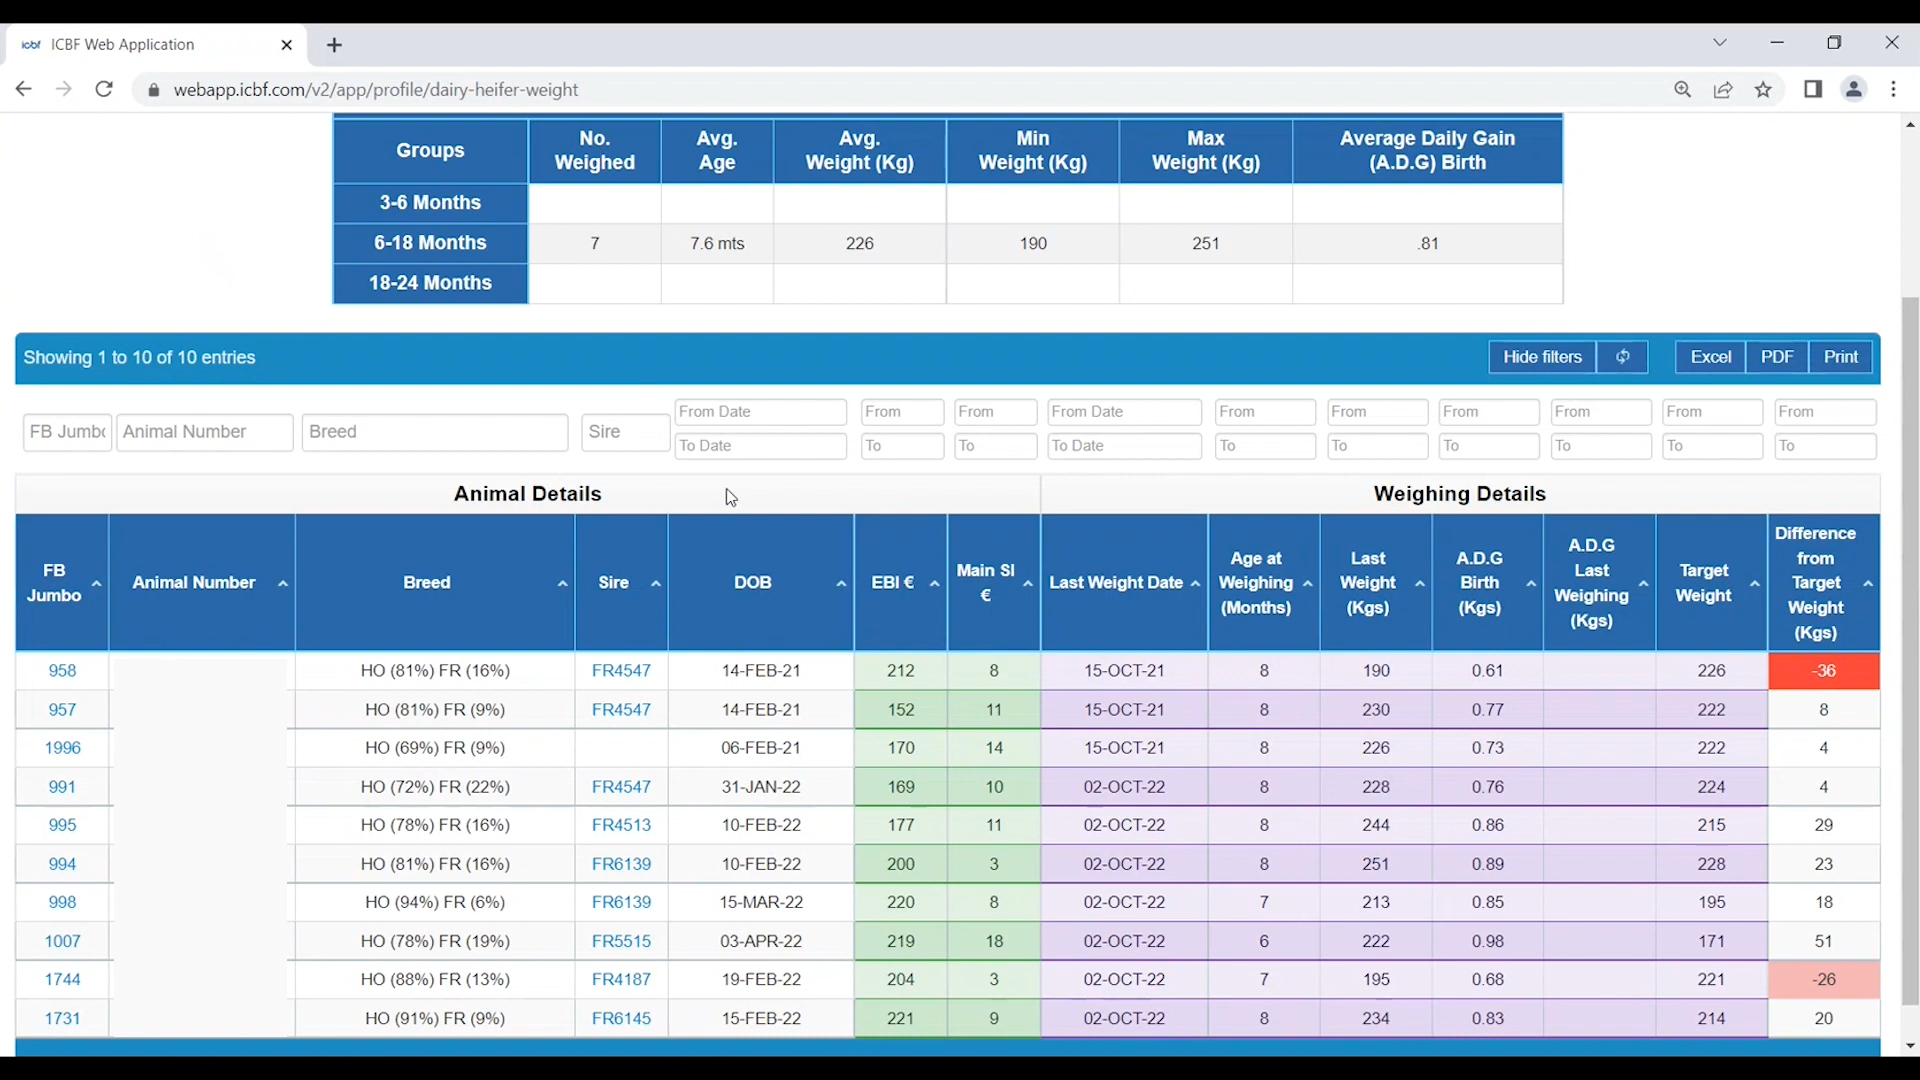 icbf ICBF Web Application
webapp.icbf.com/v2/app/profile/dairy-heifer-weight
Groups No. Weighed Avg. Age Avg. Weight (Kg) Min Weight (Kg) Max Weight (Kg) Average Daily Gain (A.D.G) Birth
3-6 Months
6-18 Months 7 7.6 mts 226 190 251 .81
18-24 Months
Showing 1 to 10 of 10 entries Hide filters Excel PDF Print
From Date From From From Date From From From From From From
FB Jumbo Animal Number Breed Sire
To Date To To To Date To To To To To To
Animal Details Weighing Details
FB Jumbo Animal Number Breed Sire DOB EBI € Main SI € Last Weight Date Age at Weighing (Months) Last Weight (Kgs) A.D.G Birth (Kgs) A.D.G Last Weighing (Kgs) Target Weight Difference from Target Weight (Kgs)
958 HO (81%) FR (16%) FR4547 14-FEB-21 212 8 15-OCT-21 8 190 0.61 226 -36
957 HO (81%) FR (9%) FR4547 14-FEB-21 152 11 15-OCT-21 8 230 0.77 222 8
1996 HO (69%) FR (9%) 06-FEB-21 170 14 15-OCT-21 8 226 0.73 222 4
991 HO (72%) FR (22%) FR4547 31-JAN-22 169 10 02-OCT-22 8 228 0.76 224 4
995 HO (78%) FR (16%) FR4513 10-FEB-22 177 11 02-OCT-22 8 244 0.86 215 29
994 HO (81%) FR (16%) FR6139 10-FEB-22 200 3 02-OCT-22 8 251 0.89 228 23
998 HO (94%) FR (6%) FR6139 15-MAR-22 220 8 02-OCT-22 7 213 0.85 195 18
1007 HO (78%) FR (19%) FR5515 03-APR-22 219 18 02-OCT-22 6 222 0.98 171 51
1744 HO (88%) FR (13%) FR4187 19-FEB-22 204 3 02-OCT-22 7 195 0.68 221 -26
1731 HO (91%) FR (9%) FR6145 15-FEB-22 221 9 02-OCT-22 8 234 0.83 214 20